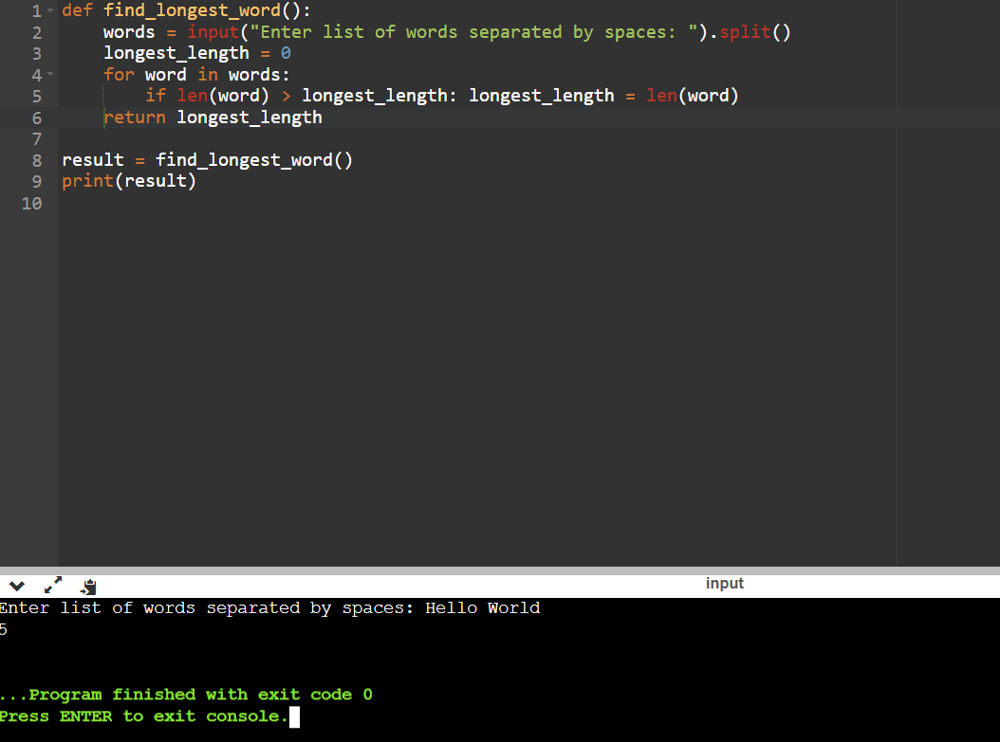 1 def find_longest_word():
2     words = input("Enter list of words separated by spaces: ").split()
3     longest_length = 0
4     for word in words:
5         if len(word) > longest_length: longest_length = len(word)
6     return longest_length
7
8 result = find_longest_word()
9 print(result)
10
input
Enter list of words separated by spaces: Hello World
5
...Program finished with exit code 0
Press ENTER to exit console.